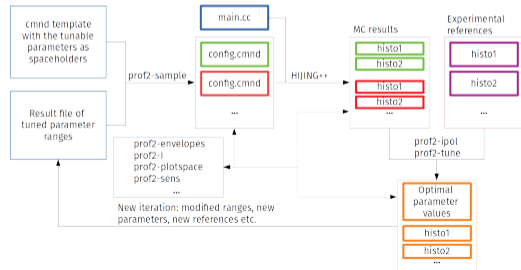 cmnd template
with the tunable
parameters as
spaceholders
main.cc
MC results
Experimental
references
config.cmnd
config.cmnd
...
prof2-sample
HIJING++
histo1
histo2
histo1
histo2
...
histo1
histo2
...
Result file of
tuned parameter
ranges
prof2-envelopes
prof2-I
prof2-plotspace
prof2-sens
...
prof2-ipol
prof2-tune
New iteration: modified ranges, new
parameters, new references etc.
Optimal
parameter
values
histo1
histo2
...